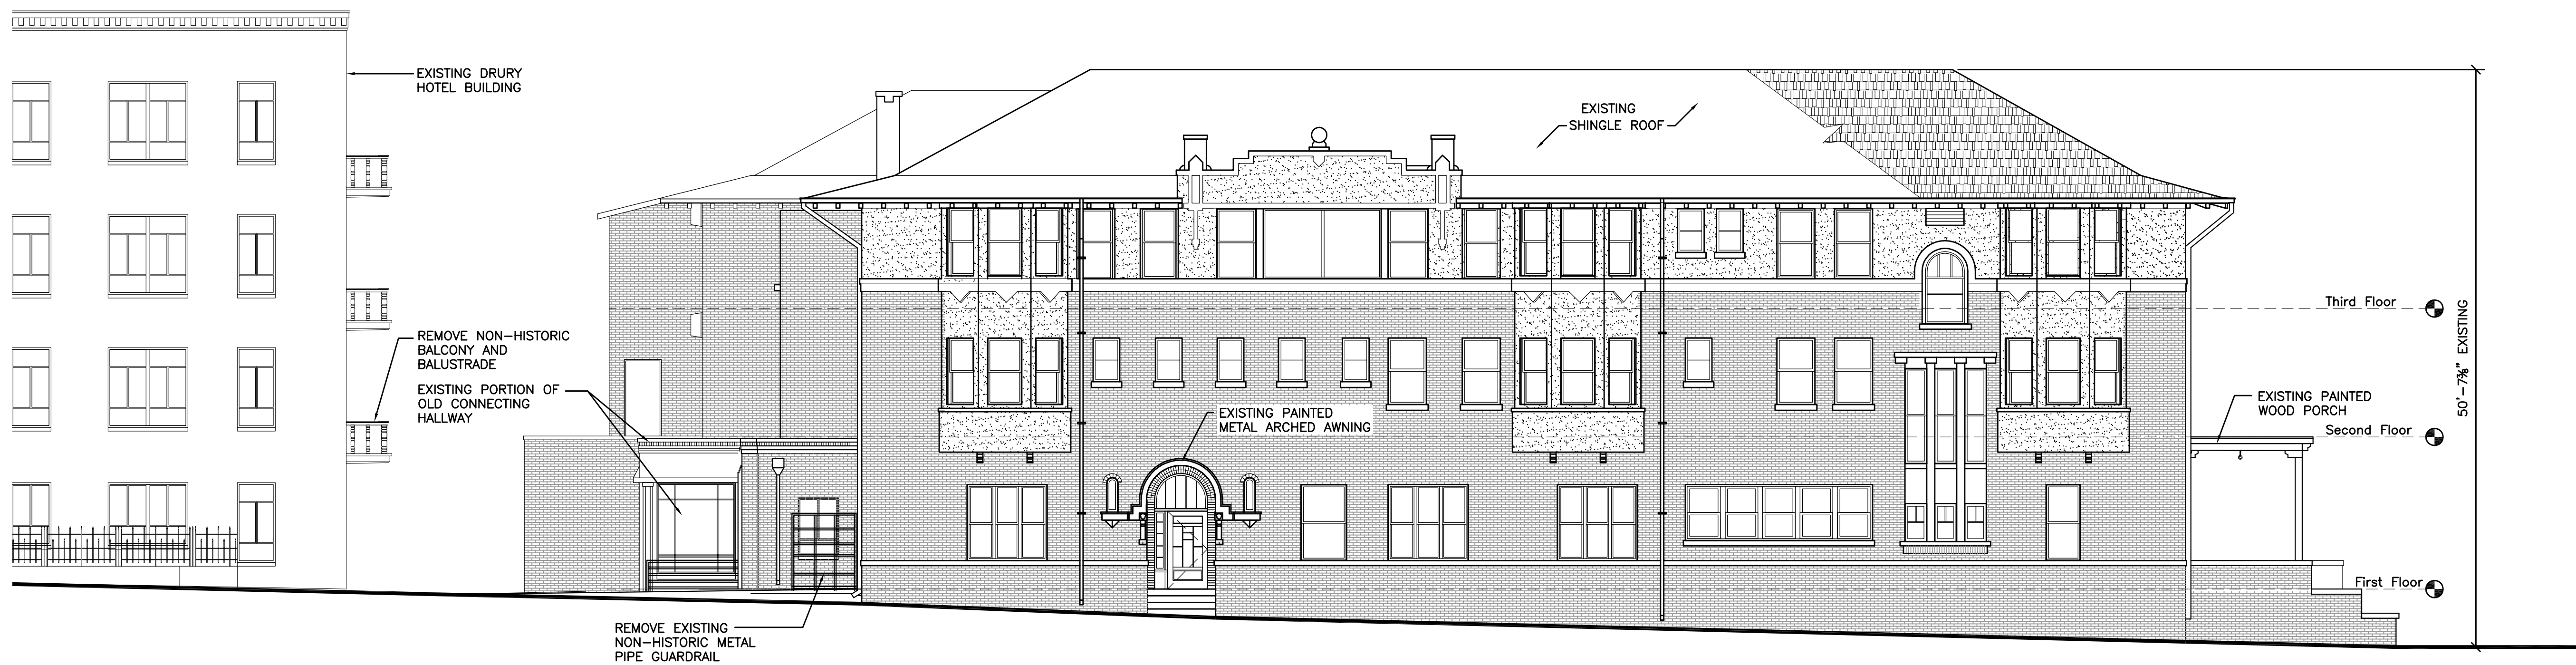 EXISTING DRURY
HOTEL BUILDING
EXISTING
SHINGLE ROOF
REMOVE NON-HISTORIC
BALCONY AND
BALUSTRADE
EXISTING PORTION OF
OLD CONNECTING
HALLWAY
EXISTING PAINTED
METAL ARCHED AWNING
Third Floor
50'-7⅜" EXISTING
EXISTING PAINTED
WOOD PORCH
Second Floor
First Floor
REMOVE EXISTING
NON-HISTORIC METAL
PIPE GUARDRAIL